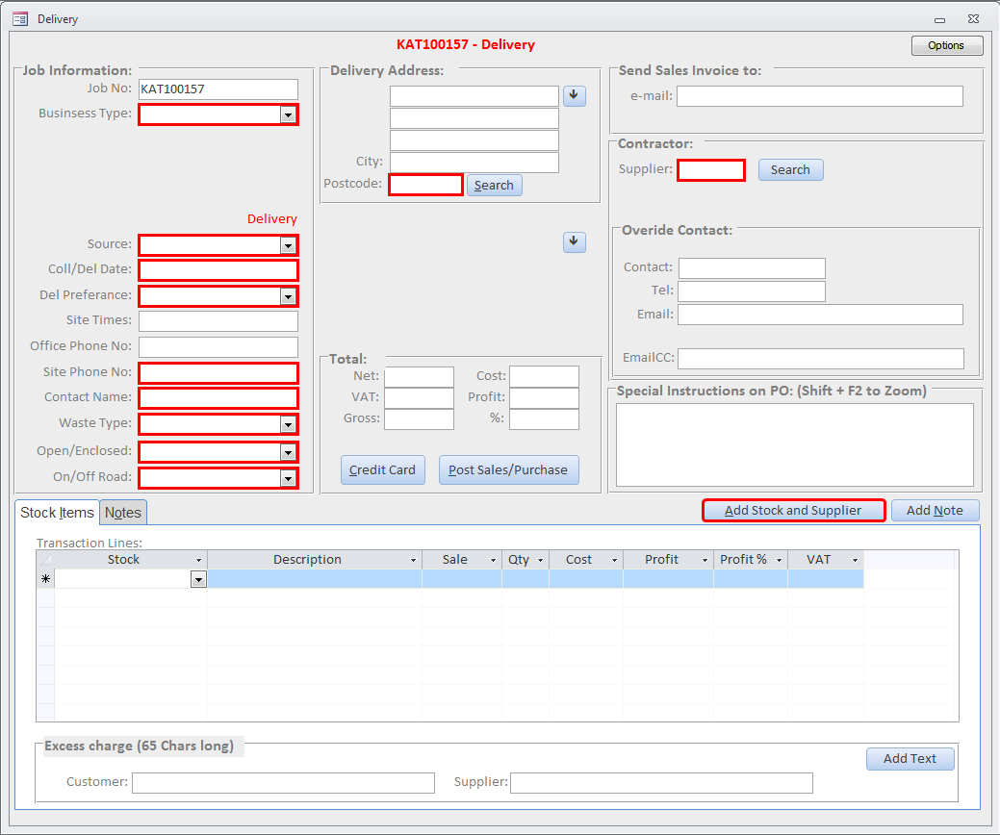 Delivery
KAT100157 - Delivery
Options
Job Information:
Job No: KAT100157
Businsess Type:
Delivery
Source:
Coll/Del Date:
Del Preferance:
Site Times:
Office Phone No:
Site Phone No:
Contact Name:
Waste Type:
Open/Enclosed:
On/Off Road:
Delivery Address:
City:
Postcode: Search
Total:
Net: Cost:
VAT: Profit:
Gross: %:
Credit Card Post Sales/Purchase
Send Sales Invoice to:
e-mail:
Contractor:
Supplier: Search
Overide Contact:
Contact:
Tel:
Email:
EmailCC:
Special Instructions on PO: (Shift + F2 to Zoom)
Stock Items Notes Add Stock and Supplier Add Note
Transaction Lines:
Stock Description Sale Qty Cost Profit Profit % VAT
Excess charge (65 Chars long)
Add Text
Customer: Supplier: